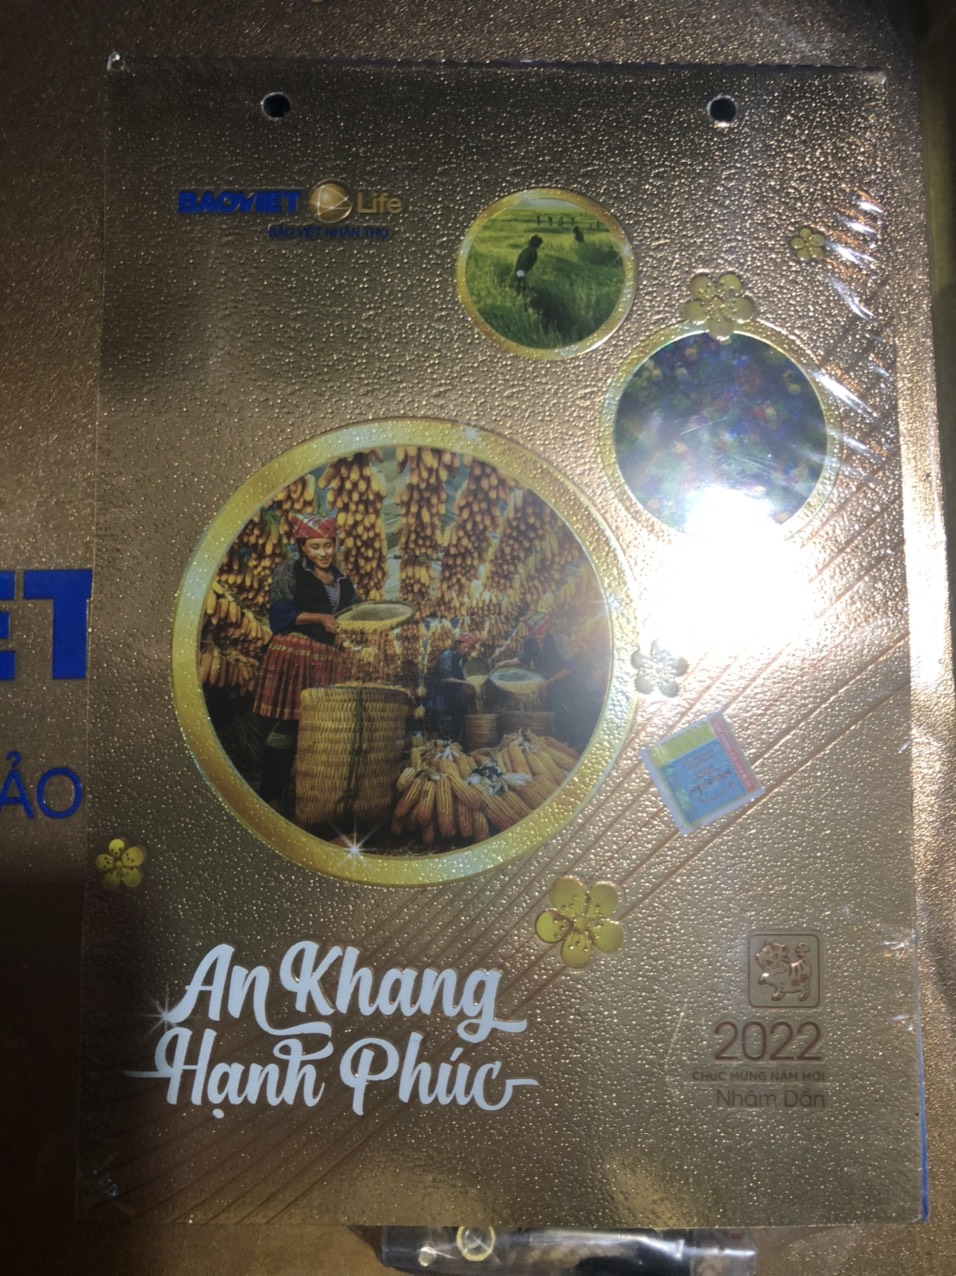 BAOVIET Life
BẢO VIỆT NHÂN THỌ
ET
ẢO
An Khang
Hạnh Phúc
2022
CHÚC MỪNG NĂM MỚI
Nhâm Dần